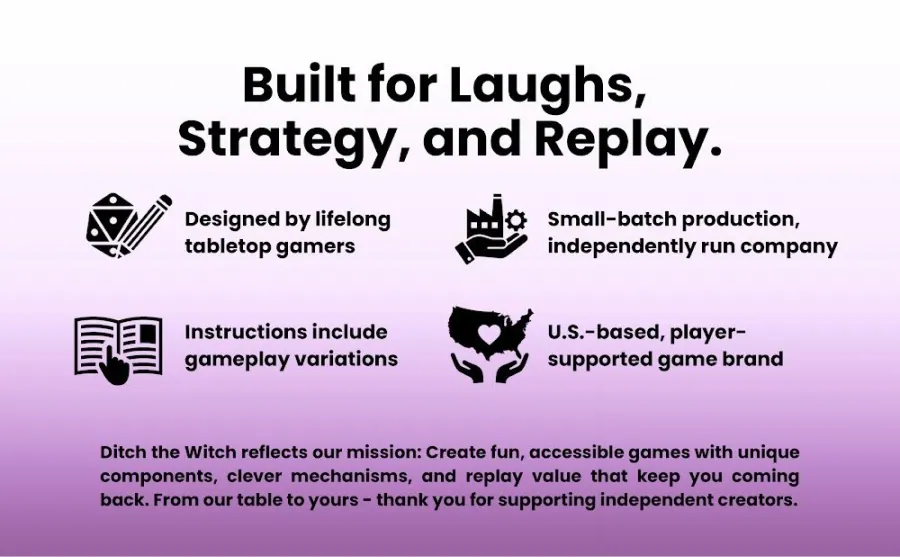 Built for Laughs,
Strategy, and Replay.
Designed by lifelong
tabletop gamers
Small-batch production,
independently run company
Instructions include
gameplay variations
U.S.-based, player-
supported game brand
Ditch the Witch reflects our mission: Create fun, accessible games with unique
components, clever mechanisms, and replay value that keep you coming
back. From our table to yours - thank you for supporting independent creators.